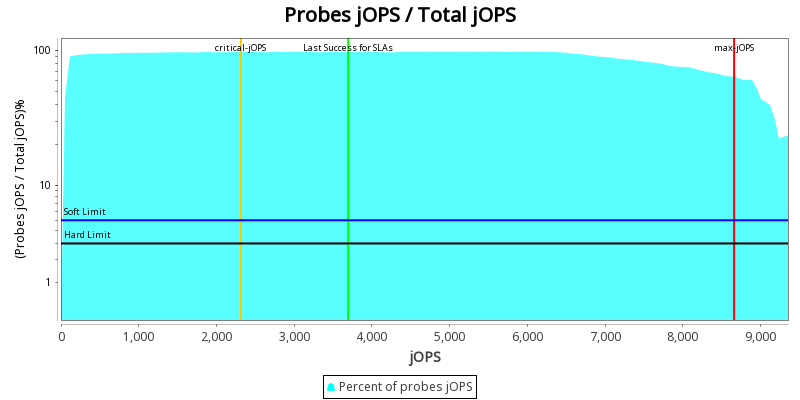 Probes jOPS / Total jOPS
(Probes jOPS / Total jOPS)%
100
10
1
critical-jOPS
Last Success for SLAs
max-jOPS
Soft Limit
Hard Limit
0 1,000 2,000 3,000 4,000 5,000 6,000 7,000 8,000 9,000
jOPS
Percent of probes jOPS